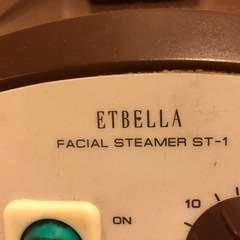 ETBELLA
FACIAL STEAMER ST-1
ON
10